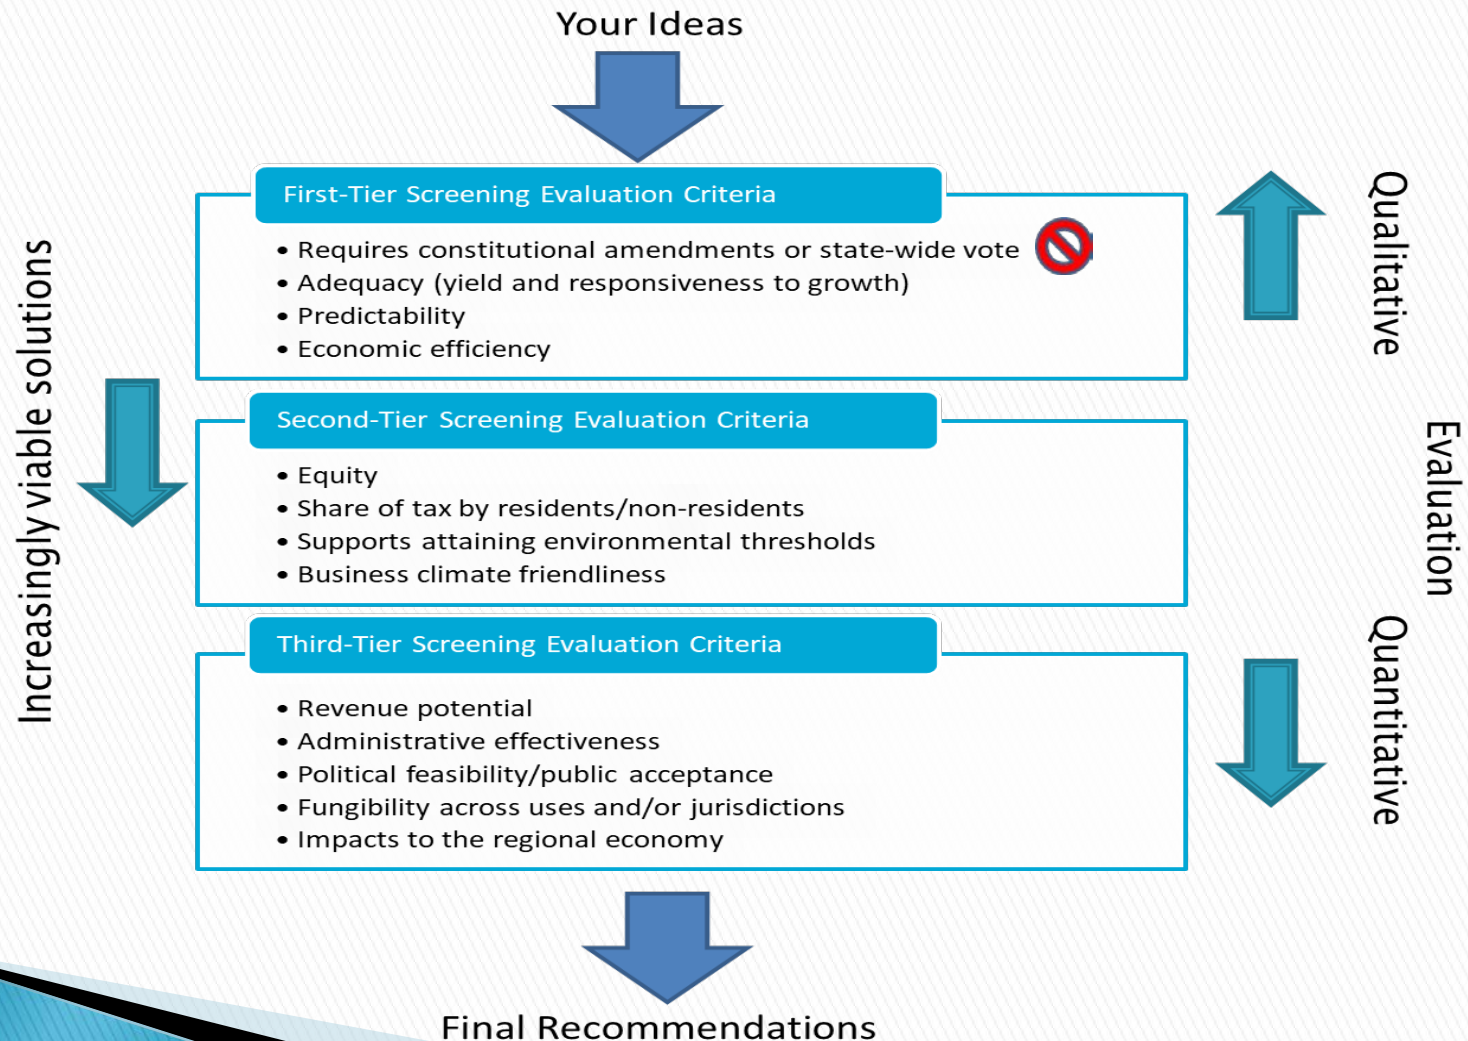 Your Ideas
First-Tier Screening Evaluation Criteria
• Requires constitutional amendments or state-wide vote
• Adequacy (yield and responsiveness to growth)
• Predictability
• Economic efficiency
Second-Tier Screening Evaluation Criteria
• Equity
• Share of tax by residents/non-residents
• Supports attaining environmental thresholds
• Business climate friendliness
Third-Tier Screening Evaluation Criteria
• Revenue potential
• Administrative effectiveness
• Political feasibility/public acceptance
• Fungibility across uses and/or jurisdictions
• Impacts to the regional economy
Final Recommendations
Increasingly viable solutions
Qualitative
Evaluation
Quantitative